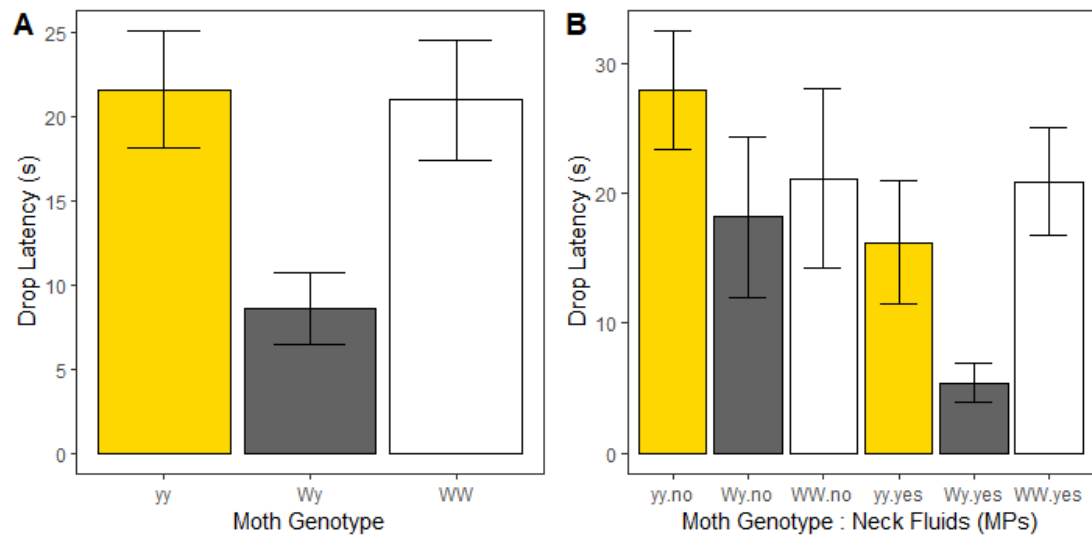 A
25
20
15
10
5
0
Drop Latency (s)
yy Wy WW
Moth Genotype
B
30
20
10
0
Drop Latency (s)
yy.no Wy.no WW.no yy.yes Wy.yes WW.yes
Moth Genotype : Neck Fluids (MPs)